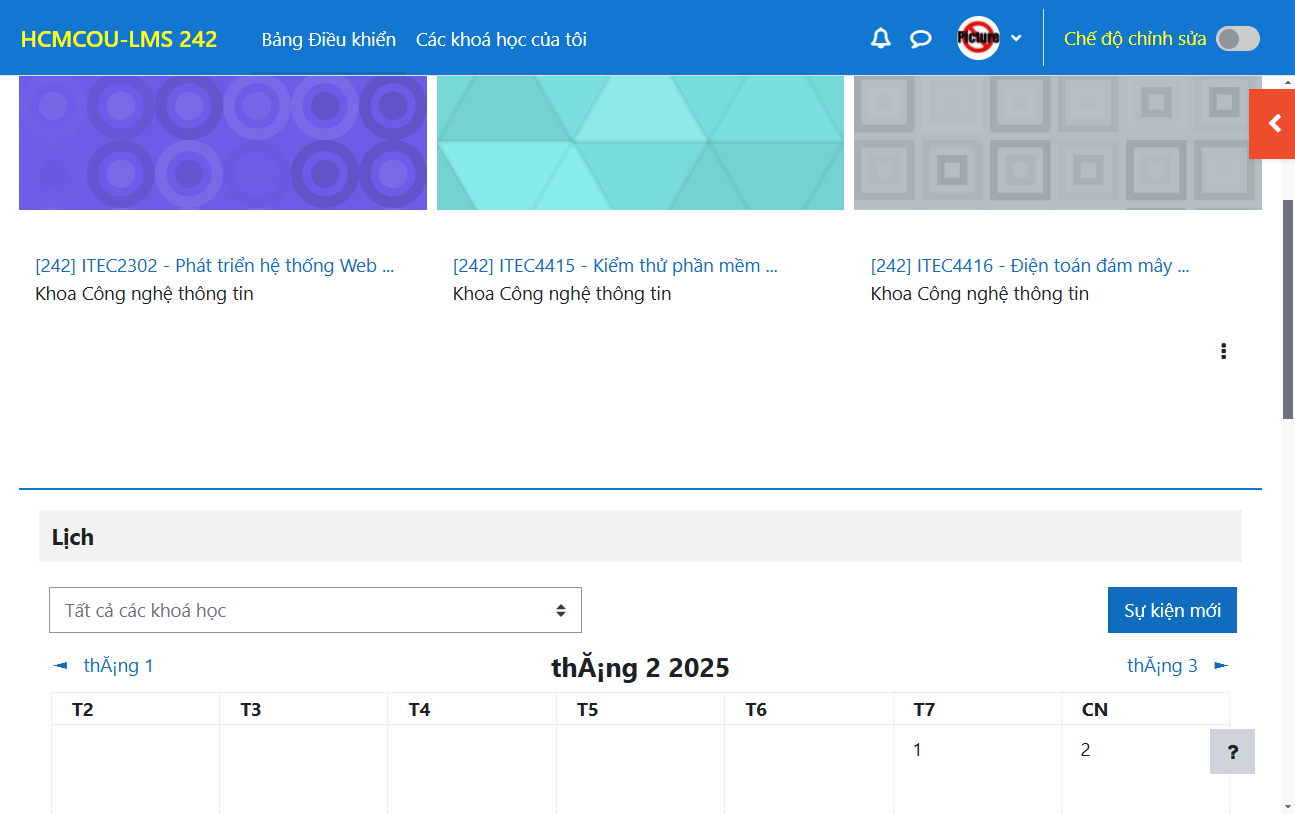 HCMCOU-LMS 242
Bảng Điều khiển
Các khoá học của tôi
Picture
Chế độ chỉnh sửa
[242] ITEC2302 - Phát triển hệ thống Web ...
Khoa Công nghệ thông tin
[242] ITEC4415 - Kiểm thử phần mềm ...
Khoa Công nghệ thông tin
[242] ITEC4416 - Điện toán đám mây ...
Khoa Công nghệ thông tin
Lịch
Tất cả các khoá học
Sự kiện mới
◄ thÃ¡ng 1
thÃ¡ng 2 2025
thÃ¡ng 3 ►
T2 T3 T4 T5 T6 T7 CN
1 2
?